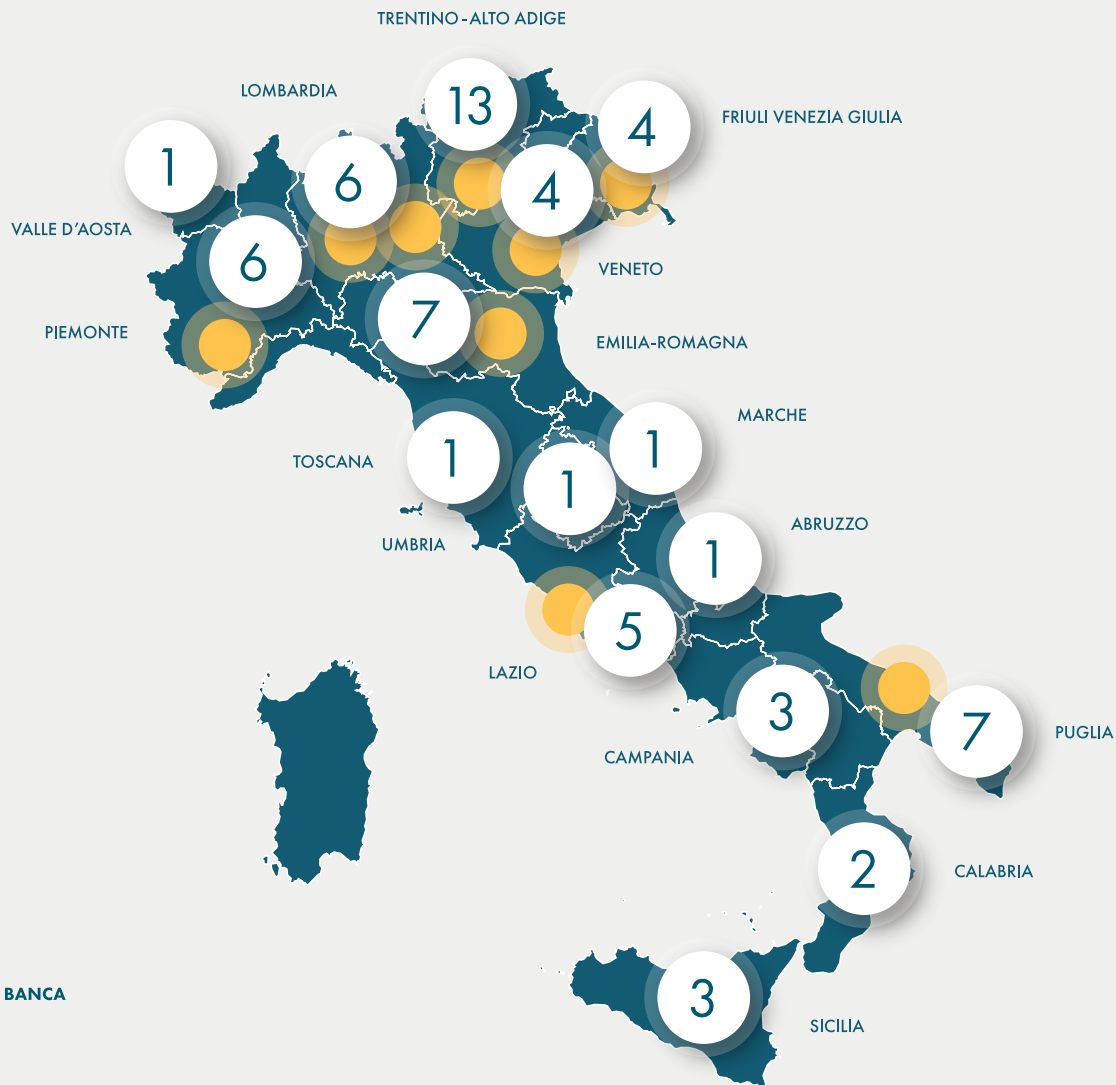 TRENTINO-ALTO ADIGE
LOMBARDIA
13
FRIULI VENEZIA GIULIA
4
1
6
4
VALLE D'AOSTA
6
VENETO
7
PIEMONTE
EMILIA-ROMAGNA
MARCHE
TOSCANA
1
1
1
ABRUZZO
UMBRIA
1
5
LAZIO
3
7
PUGLIA
CAMPANIA
2
CALABRIA
BANCA
3
SICILIA